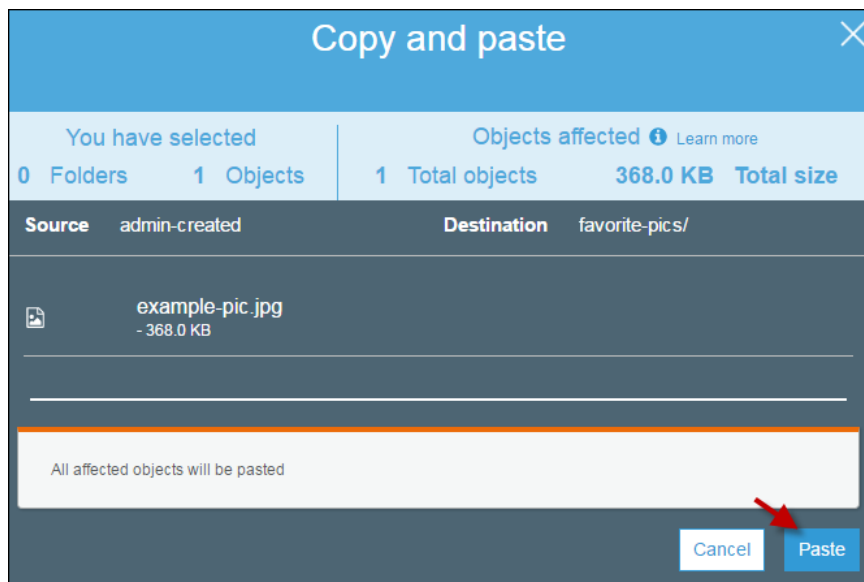 Copy and paste
You have selected
Objects affected Learn more
0 Folders 1 Objects
1 Total objects 368.0 KB Total size
Source admin-created Destination favorite-pics/
example-pic.jpg
- 368.0 KB
All affected objects will be pasted
Cancel Paste